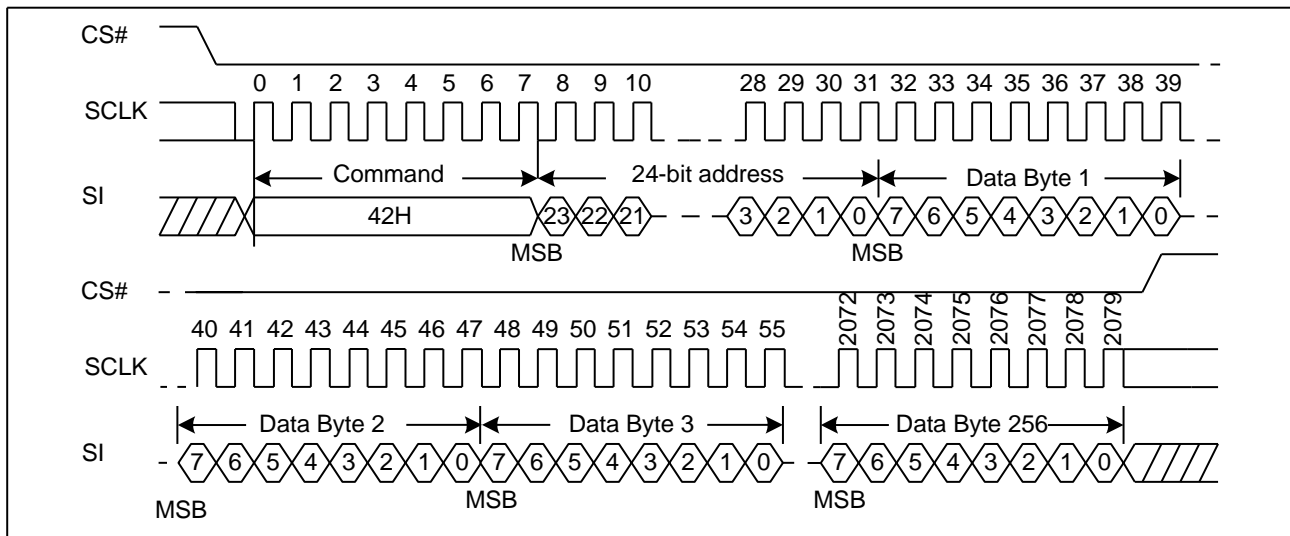 CS#
0 1 2 3 4 5 6 7 8 9 10 28 29 30 31 32 33 34 35 36 37 38 39
SCLK
Command 24-bit address Data Byte 1
SI
42H 23 22 21 3 2 1 0 7 6 5 4 3 2 1 0
MSB MSB
CS#
40 41 42 43 44 45 46 47 48 49 50 51 52 53 54 55 2072 2073 2074 2075 2076 2077 2078 2079
SCLK
Data Byte 2 Data Byte 3 Data Byte 256
SI
7 6 5 4 3 2 1 0 7 6 5 4 3 2 1 0 7 6 5 4 3 2 1 0
MSB MSB MSB